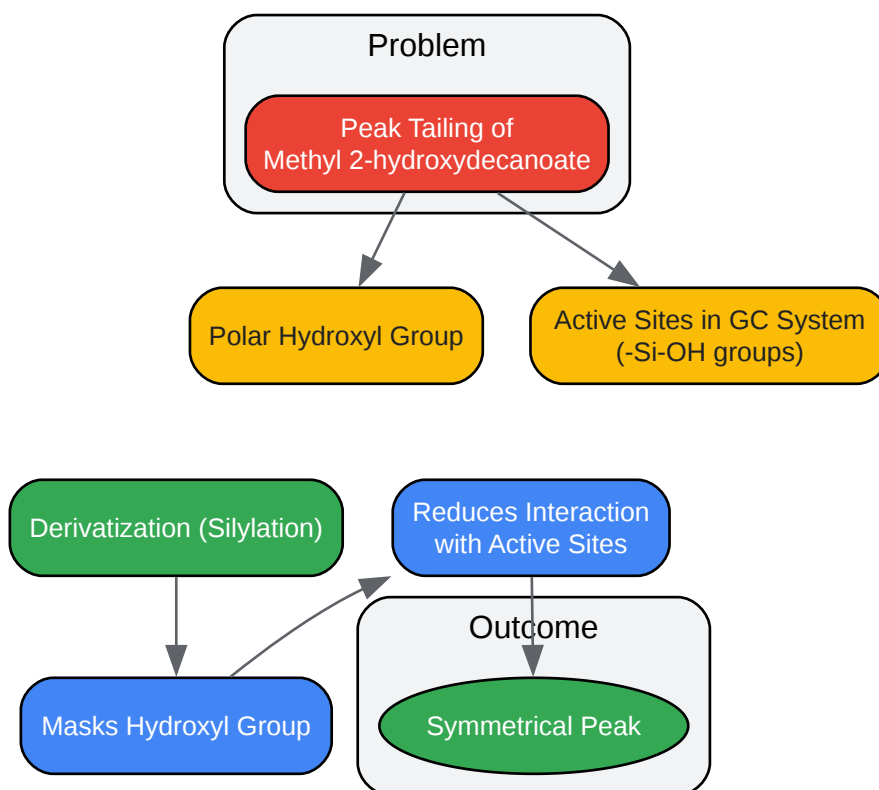 Problem
Peak Tailing of
Methyl 2-hydroxydecanoate
Polar Hydroxyl Group
Active Sites in GC System
(-Si-OH groups)
Derivatization (Silylation)
Reduces Interaction
with Active Sites
Outcome
Masks Hydroxyl Group
Symmetrical Peak